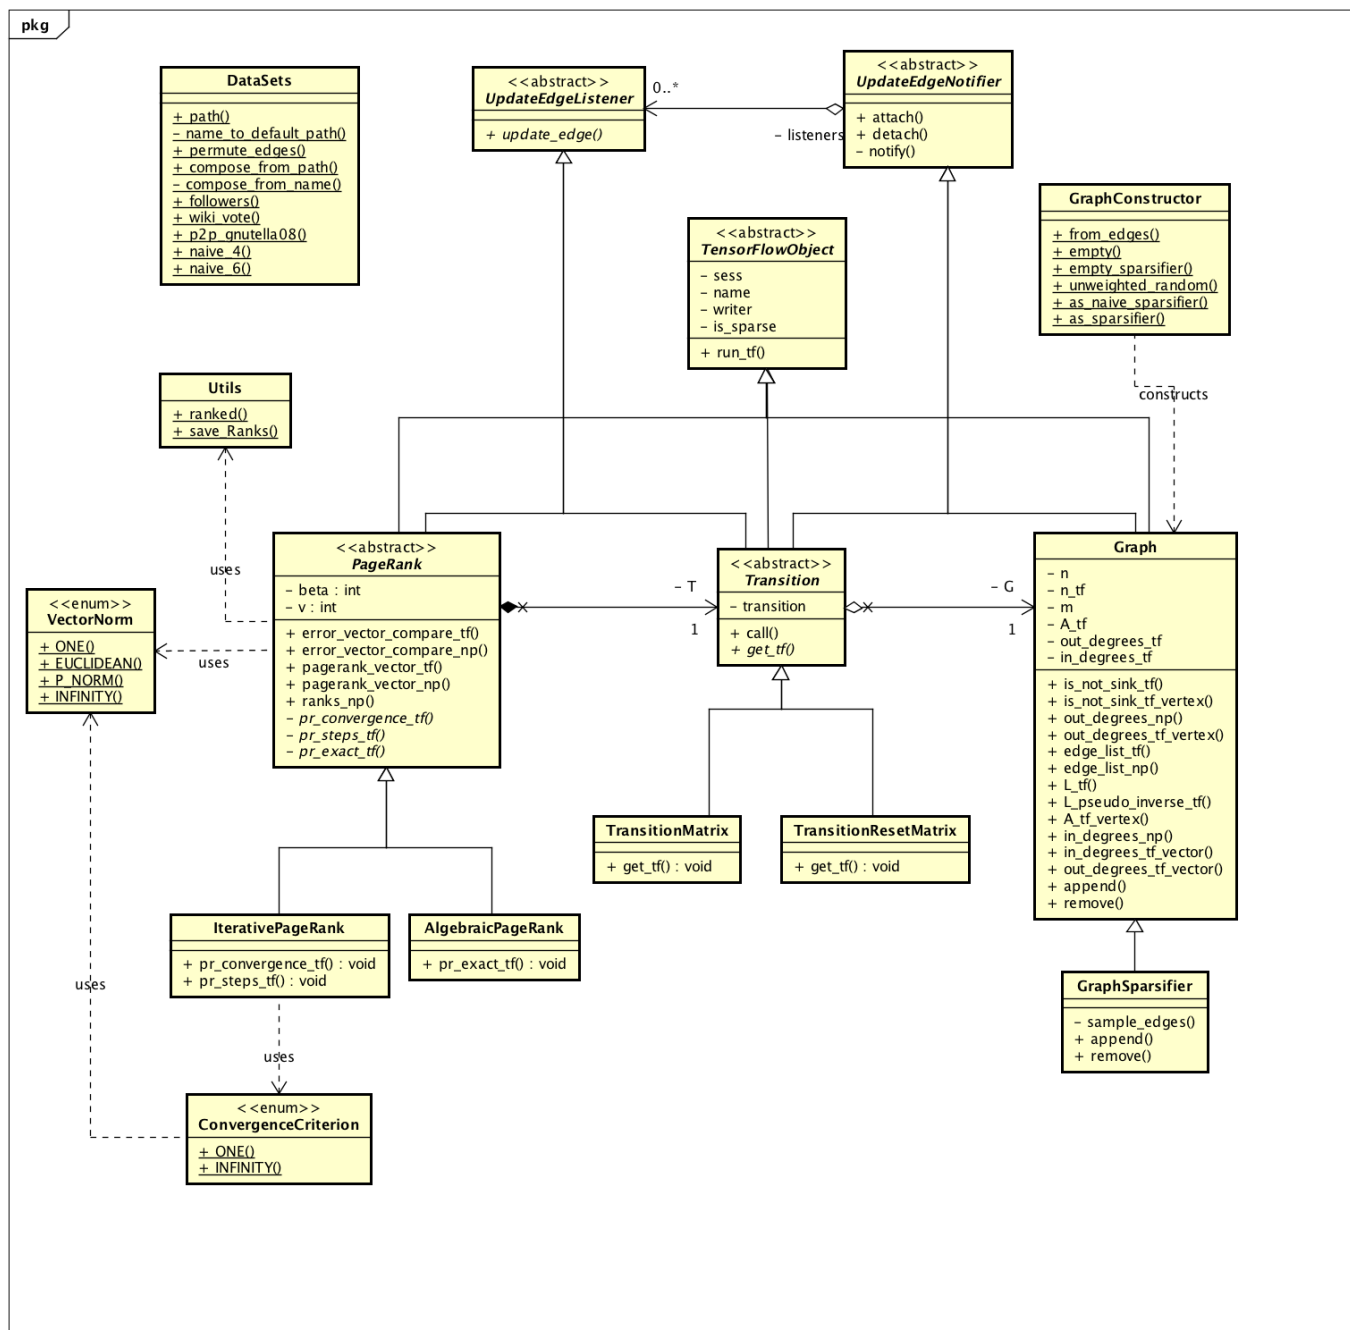 pkg
DataSets
+ path()
– name_to_default_path()
+ permute_edges()
+ compose_from_path()
– compose_from_name()
+ followers()
+ wiki_vote()
+ p2p_gnutella08()
+ naive_4()
+ naive_6()
<<abstract>>
UpdateEdgeListener
+ update_edge()
0..*
– listeners
<<abstract>>
UpdateEdgeNotifier
+ attach()
+ detach()
– notify()
<<abstract>>
TensorFlowObject
– sess
– name
– writer
– is_sparse
+ run_tf()
GraphConstructor
+ from_edges()
+ empty()
+ empty_sparsifier()
+ unweighted_random()
+ as_naive_sparsifier()
+ as_sparsifier()
constructs
Utils
+ ranked()
+ save_Ranks()
uses
<<enum>>
VectorNorm
+ ONE()
+ EUCLIDEAN()
+ P_NORM()
+ INFINITY()
uses
<<abstract>>
PageRank
– beta : int
– v : int
+ error_vector_compare_tf()
+ error_vector_compare_np()
+ pagerank_vector_tf()
+ pagerank_vector_np()
+ ranks_np()
– pr_convergence_tf()
– pr_steps_tf()
– pr_exact_tf()
– T
1
<<abstract>>
Transition
– transition
+ call()
+ get_tf()
– G
1
Graph
– n
– n_tf
– m
– A_tf
– out_degrees_tf
– in_degrees_tf
+ is_not_sink_tf()
+ is_not_sink_tf_vertex()
+ out_degrees_np()
+ out_degrees_tf_vertex()
+ edge_list_tf()
+ edge_list_np()
+ L_tf()
+ L_pseudo_inverse_tf()
+ A_tf_vertex()
+ in_degrees_np()
+ in_degrees_tf_vector()
+ out_degrees_tf_vector()
+ append()
+ remove()
TransitionMatrix
+ get_tf() : void
TransitionResetMatrix
+ get_tf() : void
IterativePageRank
+ pr_convergence_tf() : void
+ pr_steps_tf() : void
AlgebraicPageRank
+ pr_exact_tf() : void
GraphSparsifier
– sample_edges()
+ append()
+ remove()
uses
uses
<<enum>>
ConvergenceCriterion
+ ONE()
+ INFINITY()